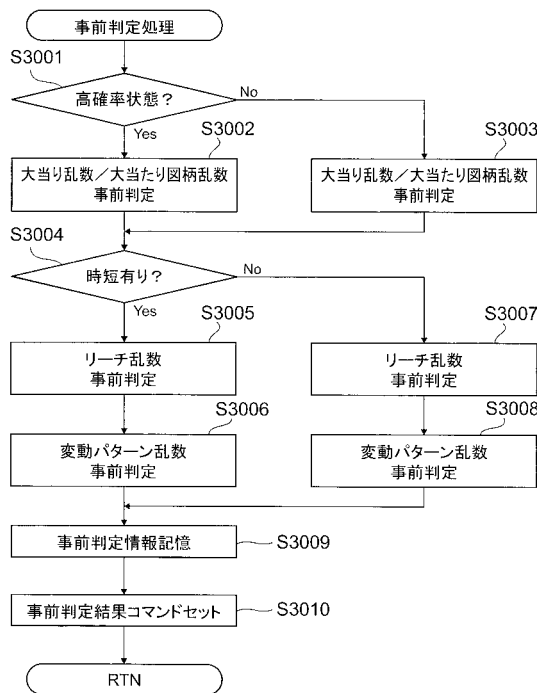 事前判定処理
S3001
高確率状態？
No
Yes
S3002
大当り乱数／大当たり図柄乱数
事前判定
S3003
大当り乱数／大当たり図柄乱数
事前判定
S3004
時短有り？
No
Yes
S3005
リーチ乱数
事前判定
S3007
リーチ乱数
事前判定
S3006
変動パターン乱数
事前判定
S3008
変動パターン乱数
事前判定
事前判定情報記憶
S3009
事前判定結果コマンドセット
S3010
RTN